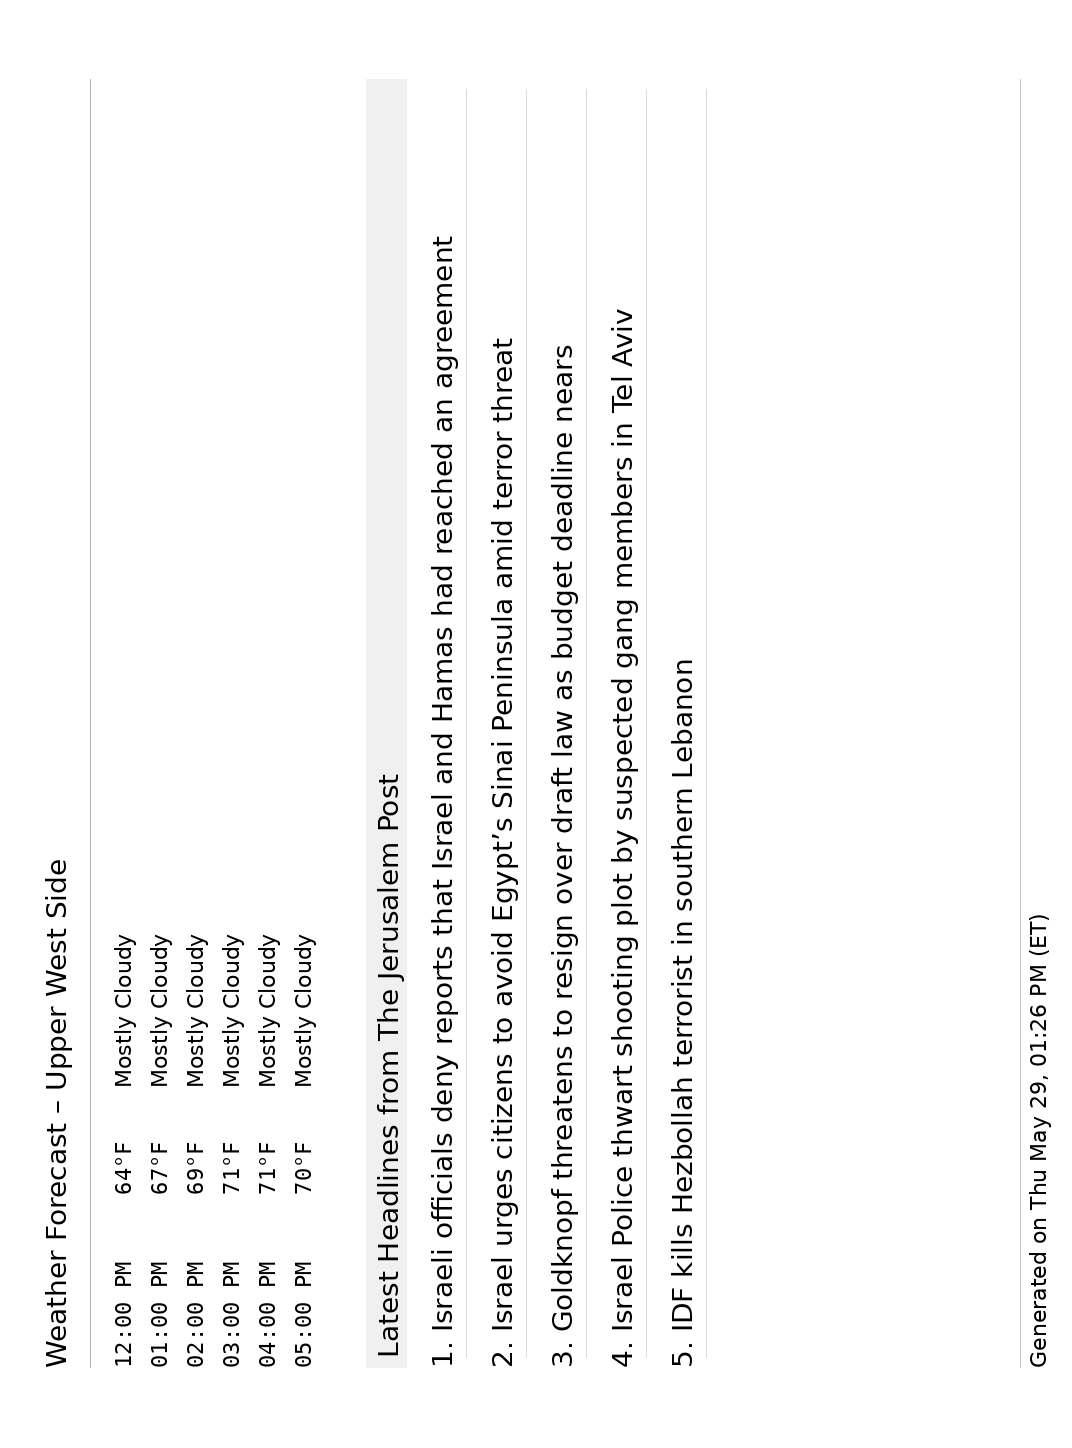 Weather Forecast – Upper West Side
12:00 PM 64°F Mostly Cloudy
01:00 PM 67°F Mostly Cloudy
02:00 PM 69°F Mostly Cloudy
03:00 PM 71°F Mostly Cloudy
04:00 PM 71°F Mostly Cloudy
05:00 PM 70°F Mostly Cloudy
Latest Headlines from The Jerusalem Post
1. Israeli officials deny reports that Israel and Hamas had reached an agreement
2. Israel urges citizens to avoid Egypt’s Sinai Peninsula amid terror threat
3. Goldknopf threatens to resign over draft law as budget deadline nears
4. Israel Police thwart shooting plot by suspected gang members in Tel Aviv
5. IDF kills Hezbollah terrorist in southern Lebanon
Generated on Thu May 29, 01:26 PM (ET)